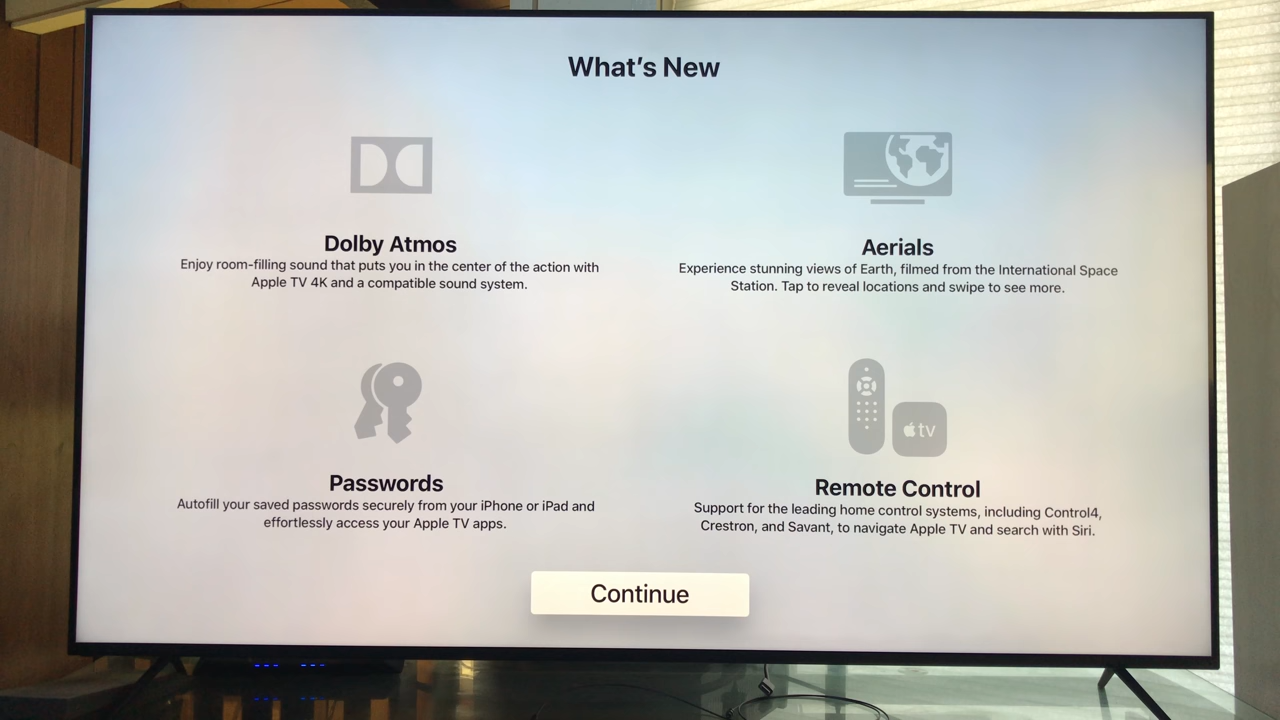 What's New
Dolby Atmos
Enjoy room-filling sound that puts you in the center of the action with
Apple TV 4K and a compatible sound system.
Aerials
Experience stunning views of Earth, filmed from the International Space
Station. Tap to reveal locations and swipe to see more.
Passwords
Autofill your saved passwords securely from your iPhone or iPad and
effortlessly access your Apple TV apps.
tv
Remote Control
Support for the leading home control systems, including Control4,
Crestron, and Savant, to navigate Apple TV and search with Siri.
Continue